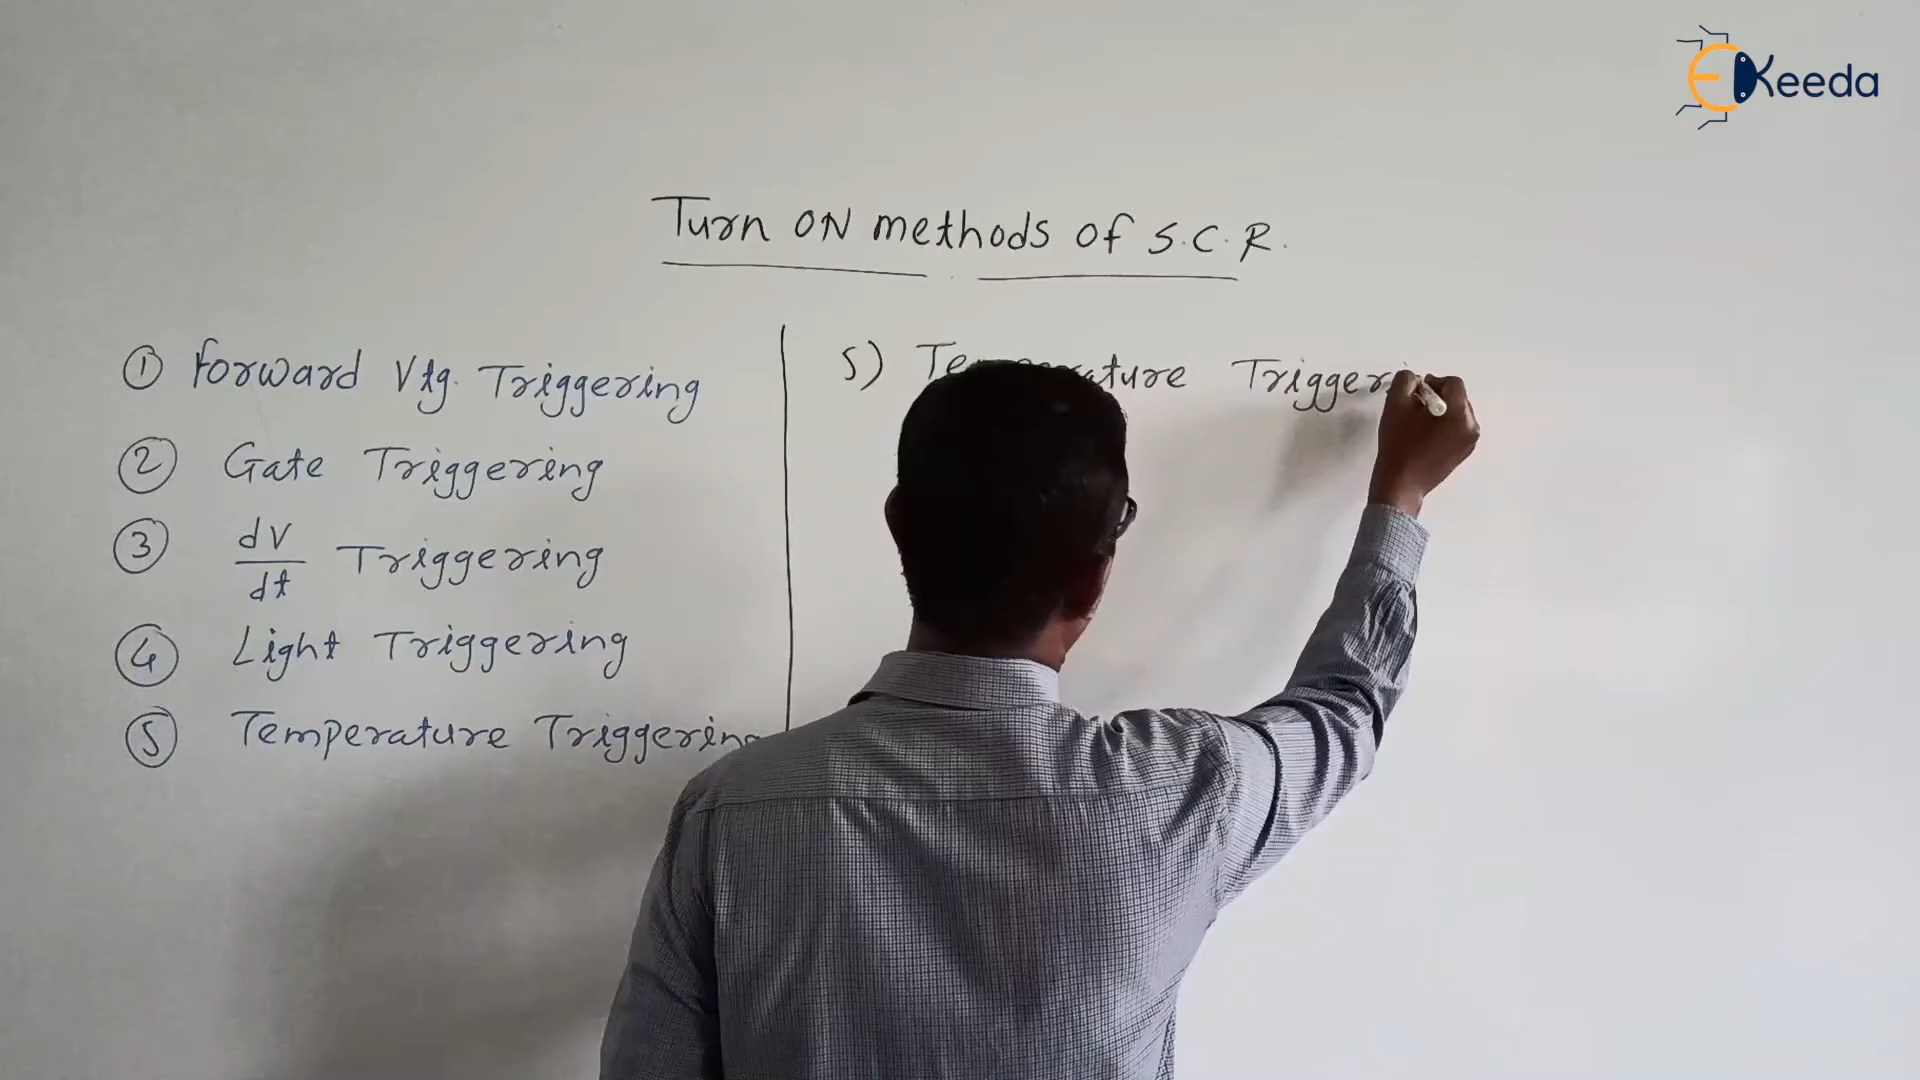 EKeeda
Turn ON methods of S.C.R.
① Forward Vtg. Triggering
② Gate Triggering
③ dV/dt Triggering
④ Light Triggering
⑤ Temperature Triggering
5)